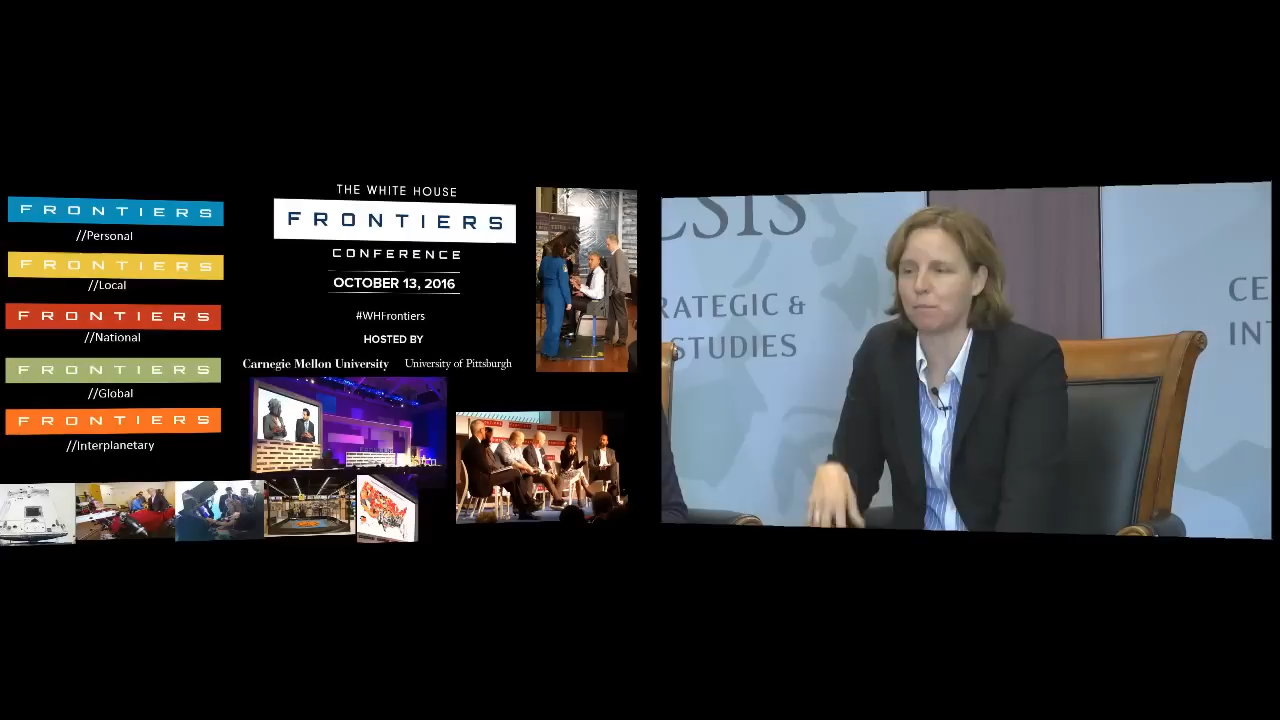 FRONTIERS
//Personal
FRONTIERS
//Local
FRONTIERS
//National
FRONTIERS
//Global
FRONTIERS
//Interplanetary
THE WHITE HOUSE
FRONTIERS
CONFERENCE
OCTOBER 13, 2016
#WHFrontiers
HOSTED BY
Carnegie Mellon University University of Pittsburgh
CSIS
RATEGIC &
STUDIES
CE
INT